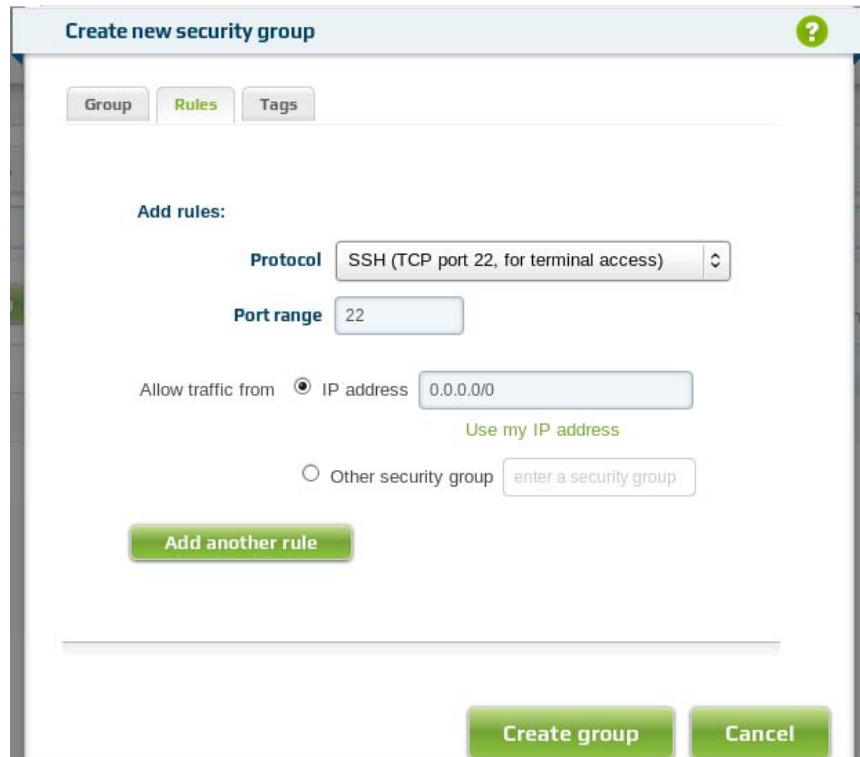 Create new security group
?
Group Rules Tags
Add rules:
Protocol SSH (TCP port 22, for terminal access)
Port range 22
Allow traffic from IP address 0.0.0.0/0
Use my IP address
Other security group enter a security group
Add another rule
Create group Cancel